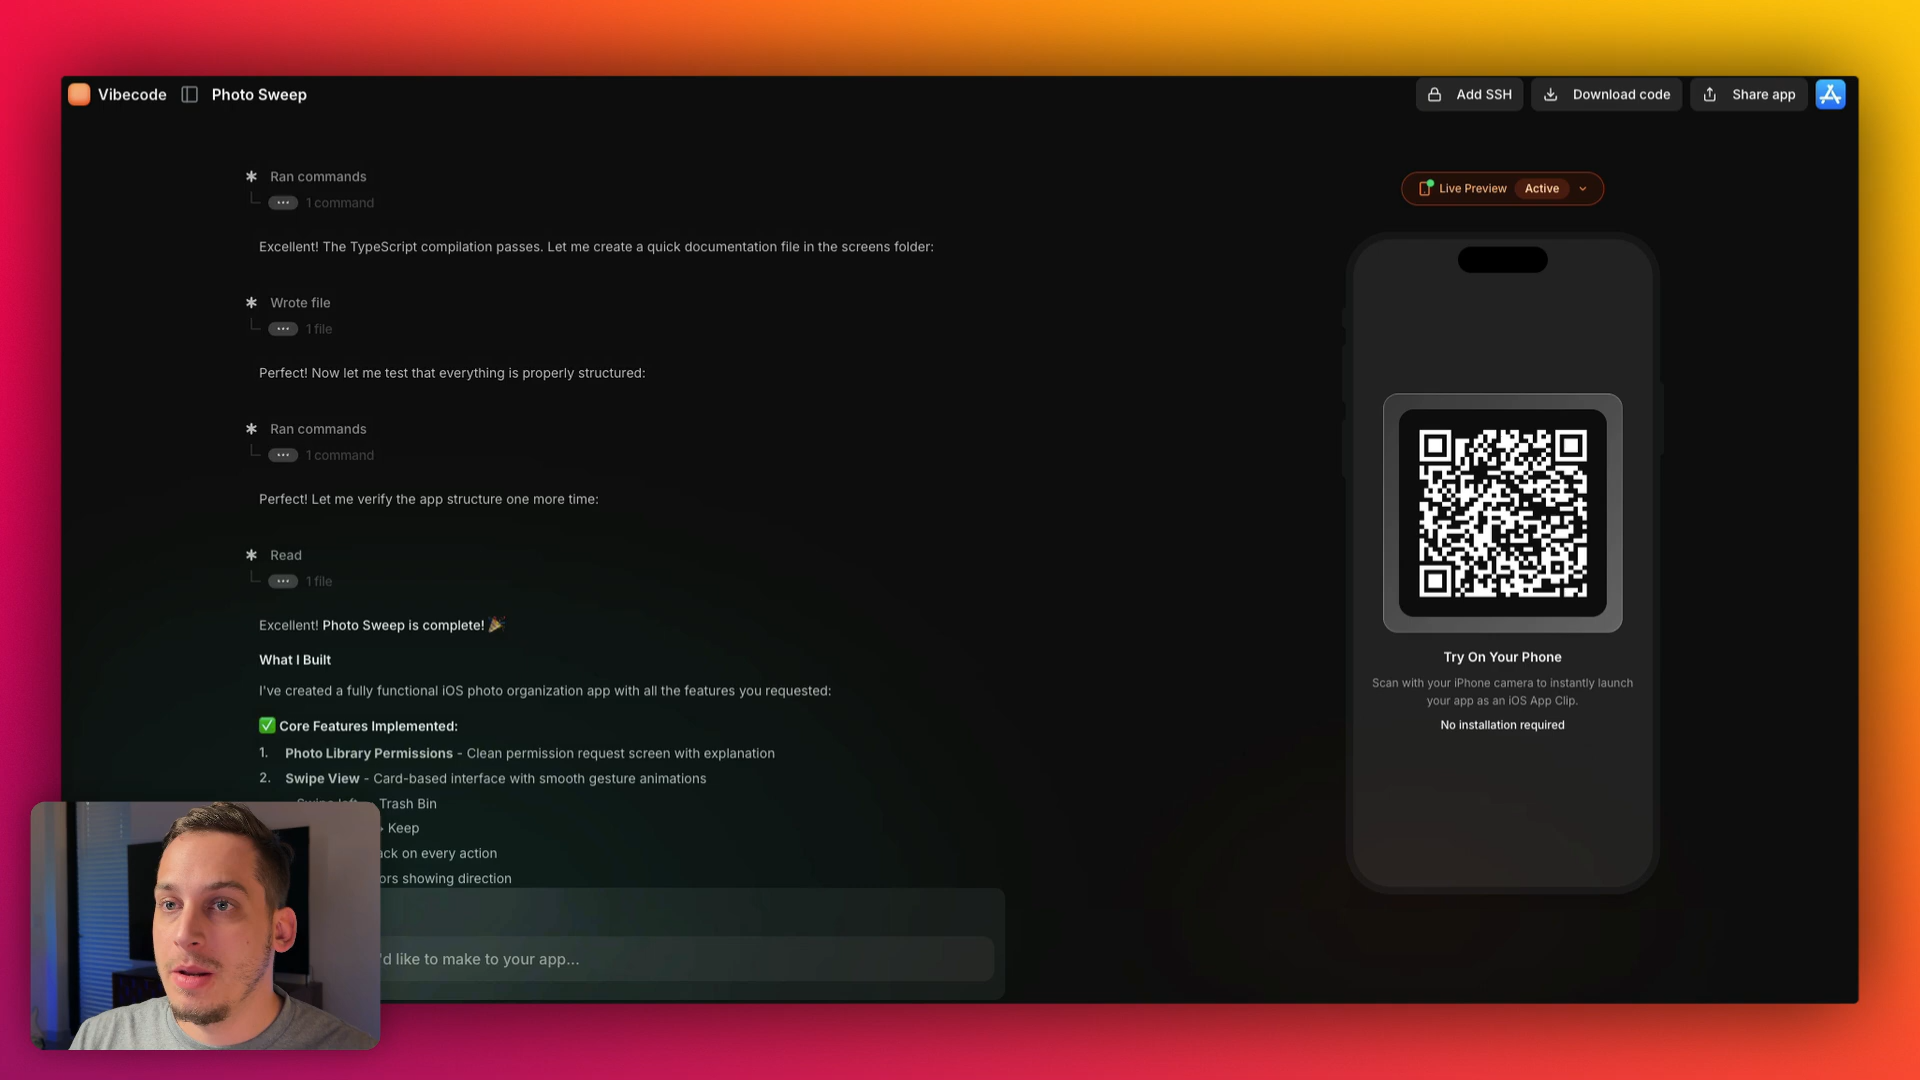 Vibecode
Photo Sweep
Add SSH
Download code
Share app
Ran commands
1 command
Excellent! The TypeScript compilation passes. Let me create a quick documentation file in the screens folder:
Wrote file
1 file
Perfect! Now let me test that everything is properly structured:
Ran commands
1 command
Perfect! Let me verify the app structure one more time:
Read
1 file
Excellent! Photo Sweep is complete! 🎉
What I Built
I've created a fully functional iOS photo organization app with all the features you requested:
✅ Core Features Implemented:
1. Photo Library Permissions - Clean permission request screen with explanation
2. Swipe View - Card-based interface with smooth gesture animations
Swipe left → Trash Bin
Keep
on every action
showing direction
'd like to make to your app...
Live Preview Active
Try On Your Phone
Scan with your iPhone camera to instantly launch
your app as an iOS App Clip.
No installation required